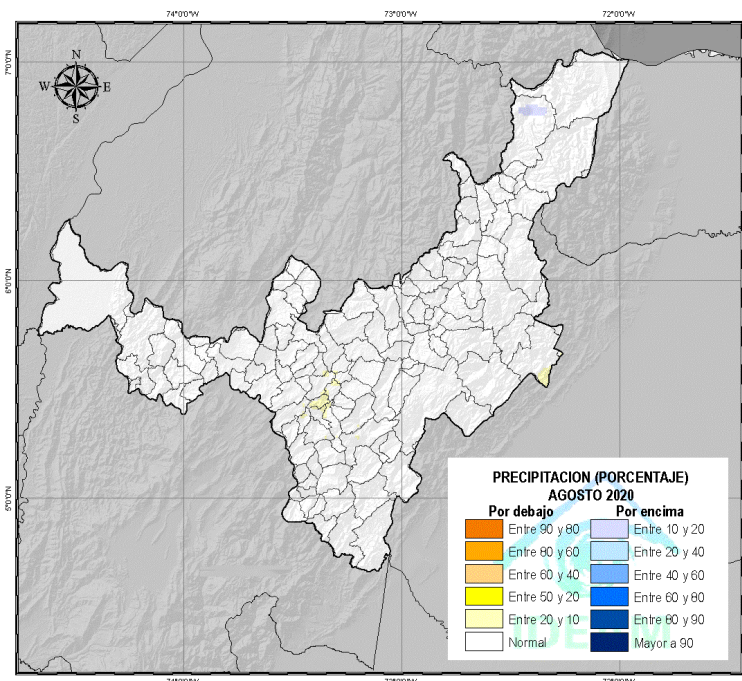 74°0'0"W 73°0'0"W 72°0'0"W
7°0'0"N
N
W E
S
6°0'0"N
5°0'0"N
PRECIPITACION (PORCENTAJE)
AGOSTO 2020
Por debajo Por encima
Entre 90 y 80 Entre 10 y 20
Entre 80 y 60 Entre 20 y 40
Entre 60 y 40 Entre 40 y 60
Entre 50 y 20 Entre 60 y 80
Entre 20 y 10 Entre 80 y 90
Normal Mayor a 90